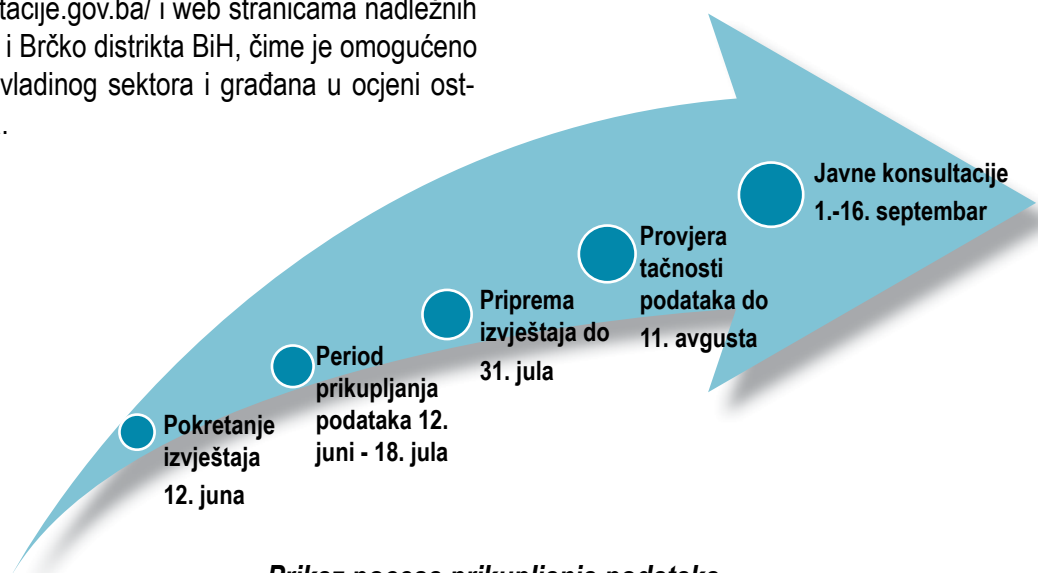 tacije.gov.ba/ i web stranicama nadležnih
i Brčko distrikta BiH, čime je omogućeno
vladinog sektora i građana u ocjeni ost-
.
Javne konsultacije
1.-16. septembar
Provjera
tačnosti
podataka do
11. avgusta
Priprema
izvještaja do
31. jula
Period
prikupljanja
podataka 12.
juni - 18. jula
Pokretanje
izvještaja
12. juna